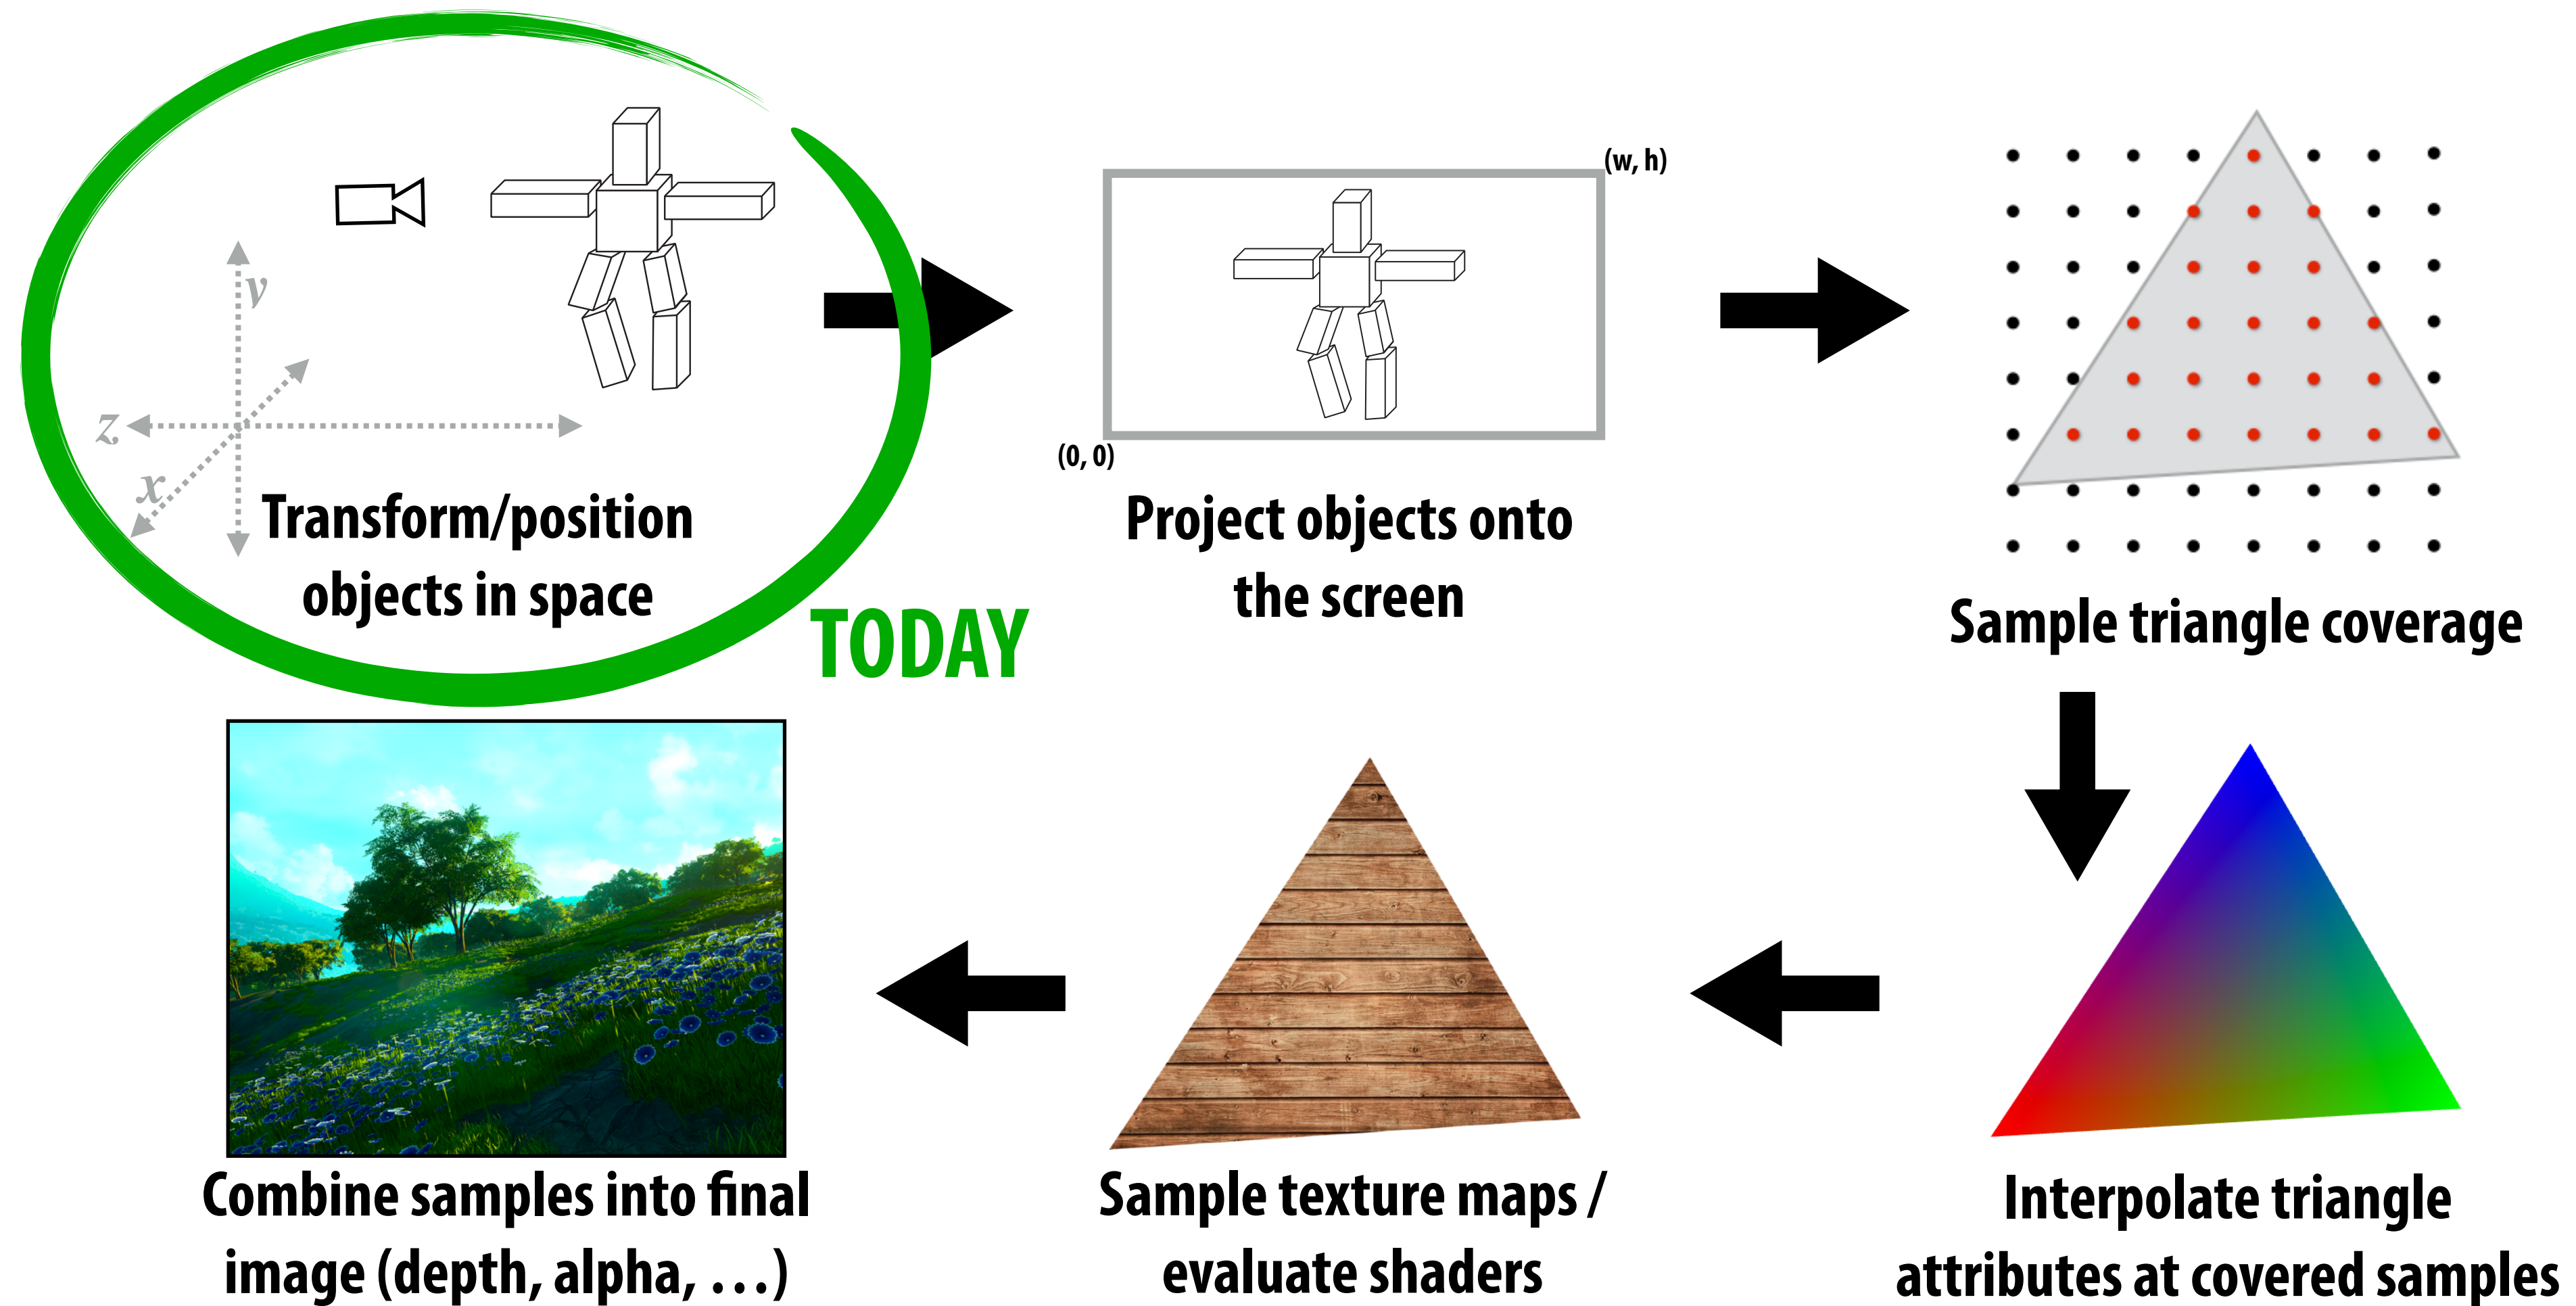 y
z
x
Transform/position
objects in space
TODAY
(w, h)
(0, 0)
Project objects onto
the screen
Sample triangle coverage
Interpolate triangle
attributes at covered samples
Sample texture maps /
evaluate shaders
Combine samples into final
image (depth, alpha, …)